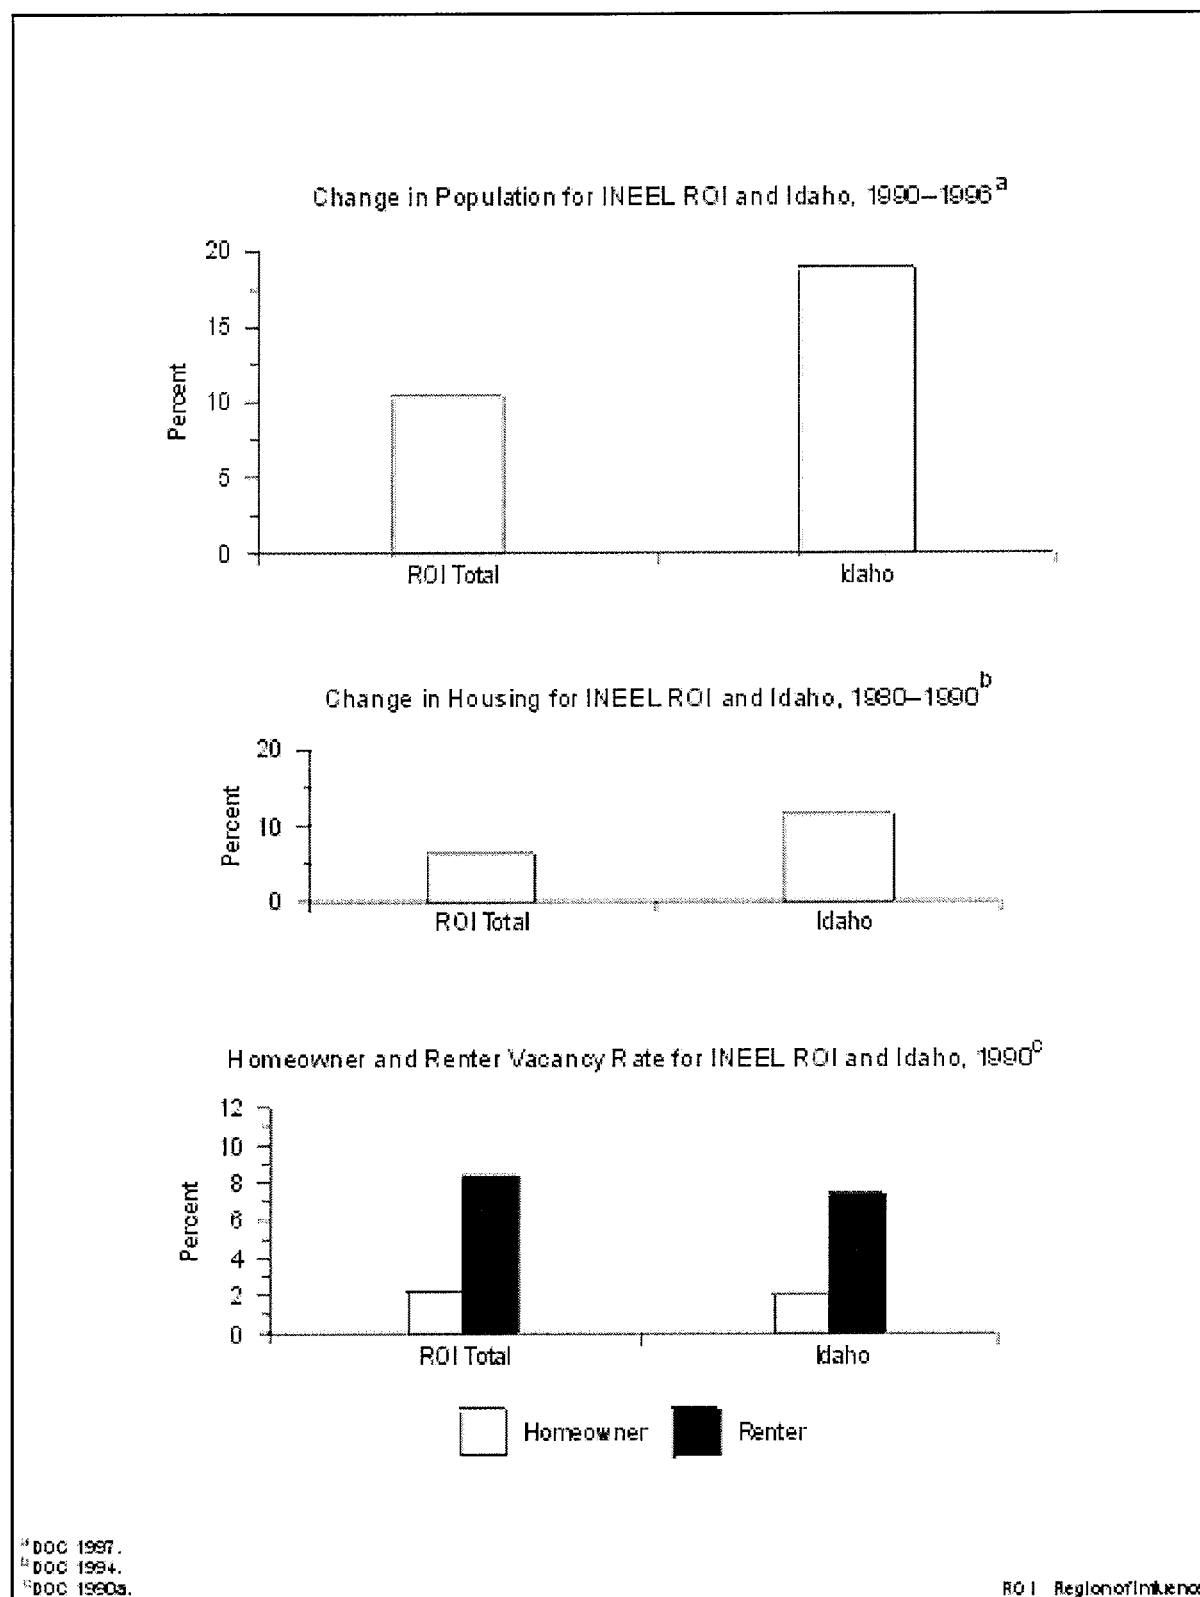 Change in Population for INEEL ROI and Idaho, 1990–1996a
20
15
10
5
0
Percent
ROI Total
Idaho
Change in Housing for INEEL ROI and Idaho, 1980–1990b
20
10
0
Percent
ROI Total
Idaho
Homeowner and Renter Vacancy Rate for INEEL ROI and Idaho, 1990c
12
10
8
6
4
2
0
Percent
ROI Total
Idaho
Homeowner
Renter
a DOC 1997.
b DOC 1994.
c DOC 1990a.
ROI Region of Influence